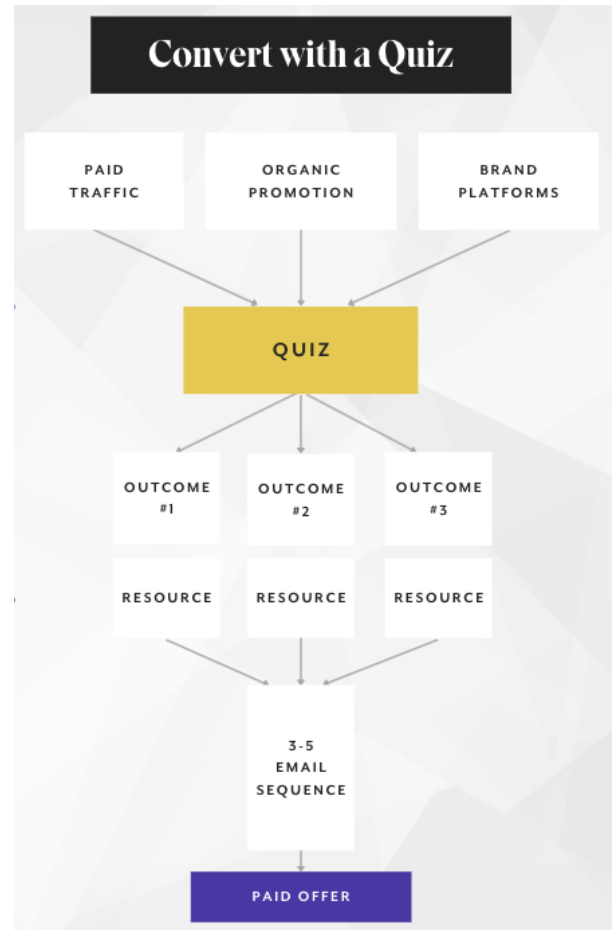 Convert with a Quiz
PAID
TRAFFIC
ORGANIC
PROMOTION
BRAND
PLATFORMS
QUIZ
OUTCOME
#1
OUTCOME
#2
OUTCOME
#3
RESOURCE
RESOURCE
RESOURCE
3-5
EMAIL
SEQUENCE
PAID OFFER